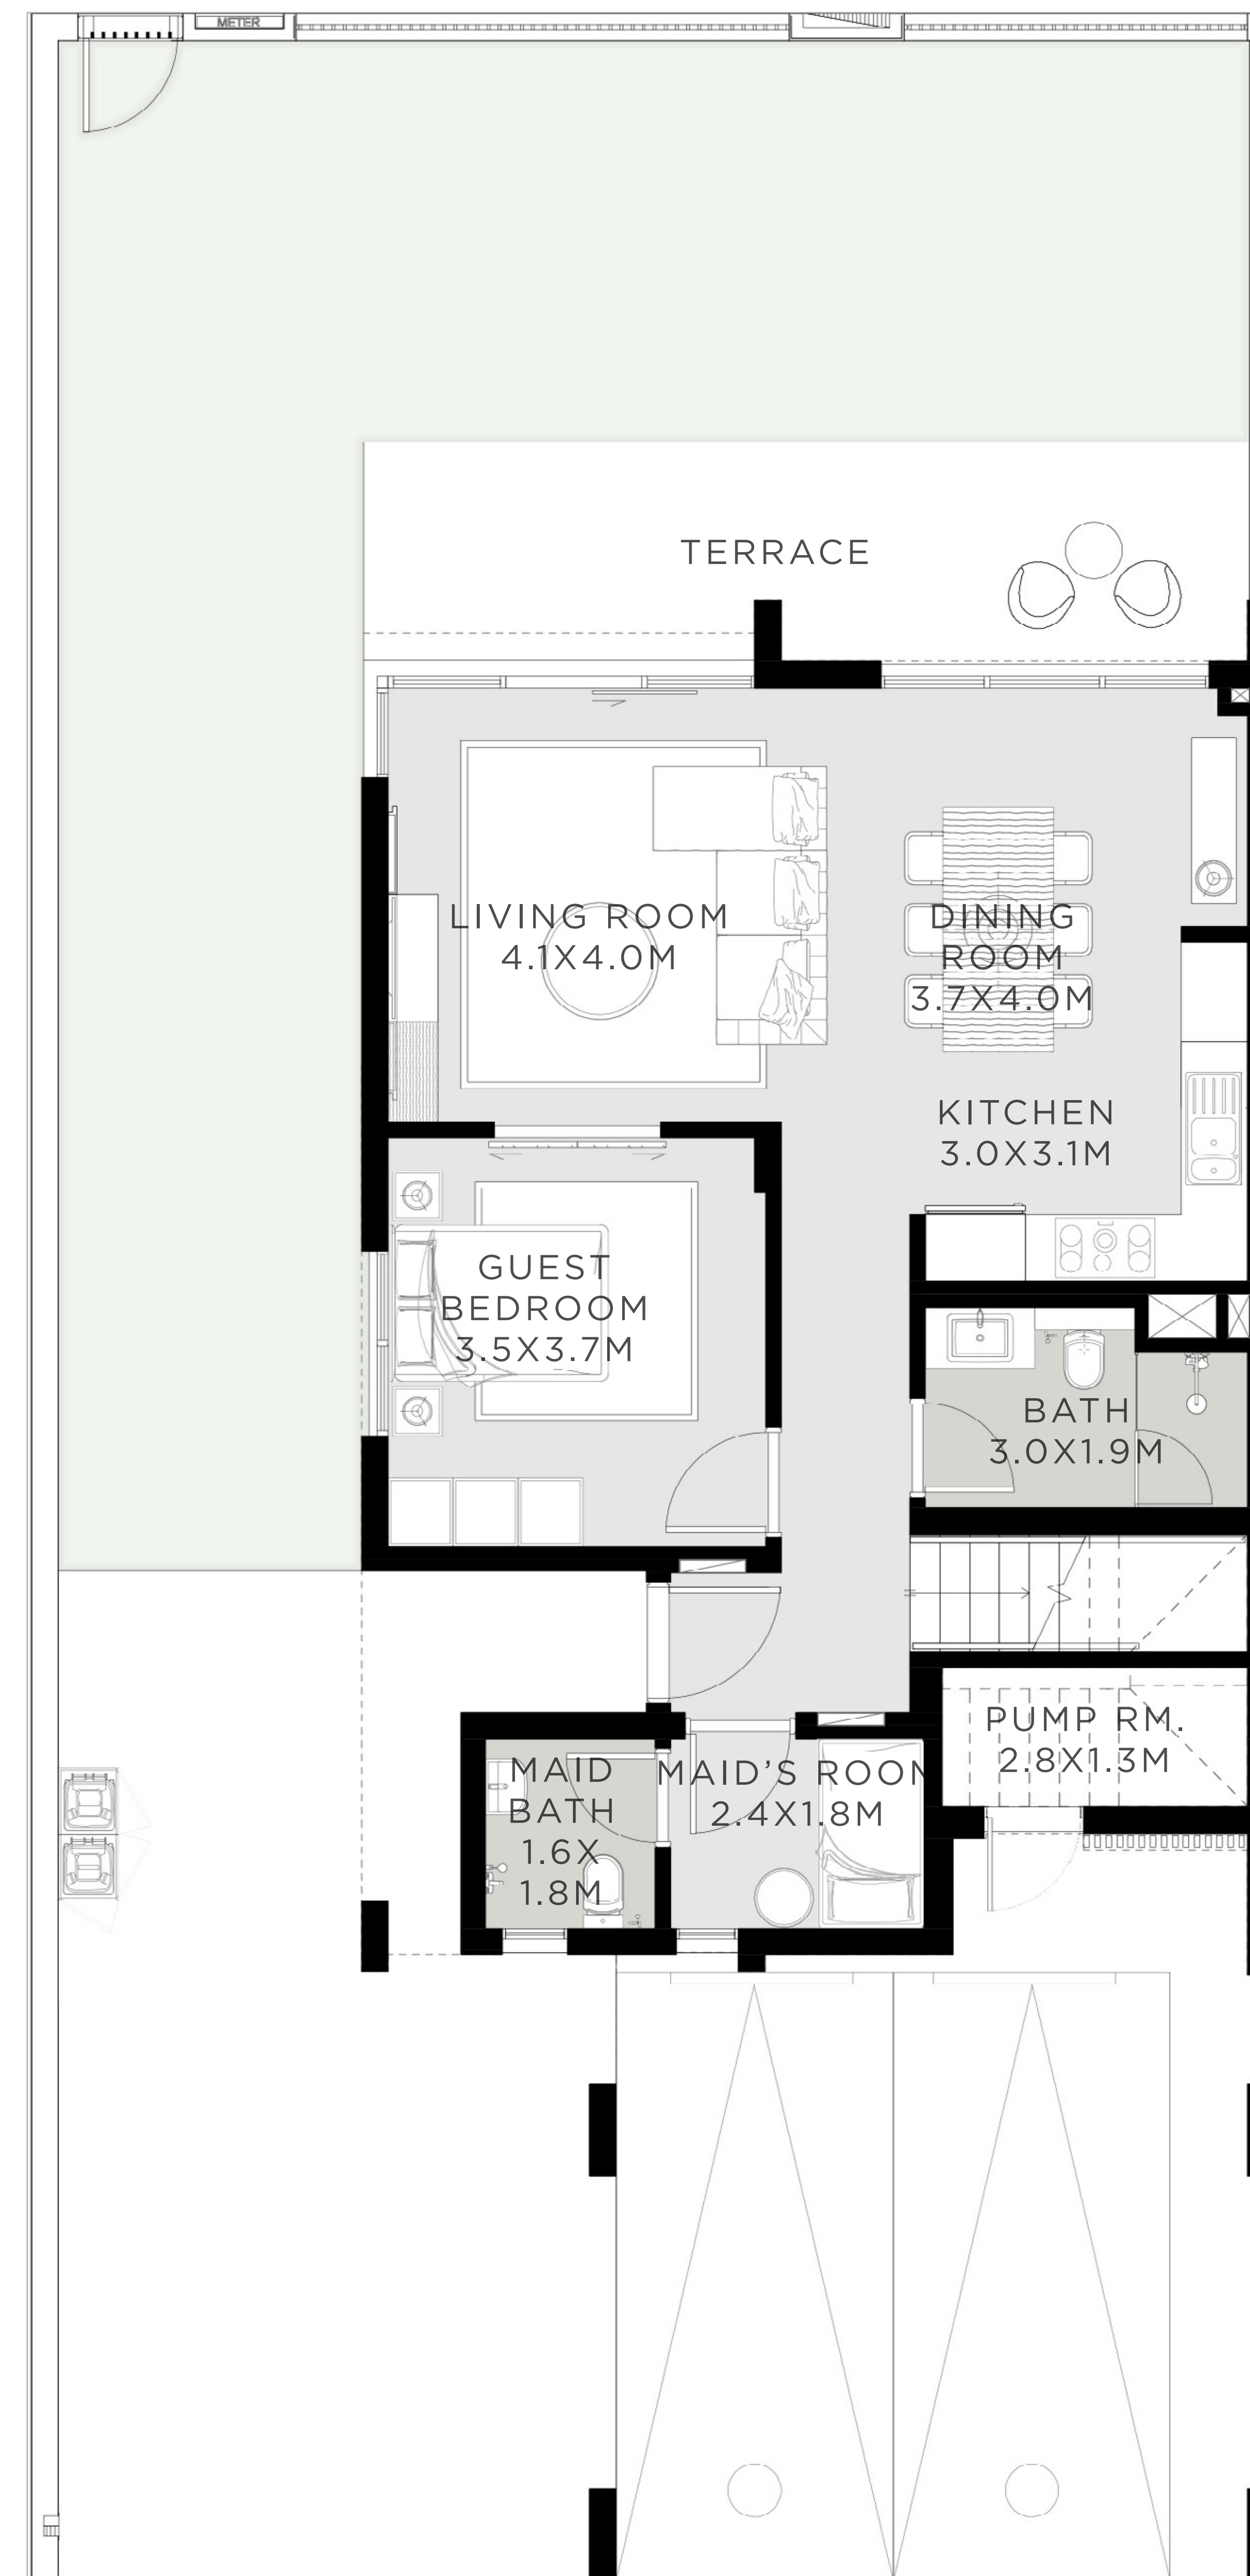 METER
TERRACE
LIVING ROOM
4.1X4.0M
DINING
ROOM
3.7X4.0M
KITCHEN
3.0X3.1M
GUEST
BEDROOM
3.5X3.7M
BATH
3.0X1.9M
PUMP RM.
2.8X1.3M
MAID
BATH
1.6X
1.8M
MAID'S ROOM
2.4X1.8M